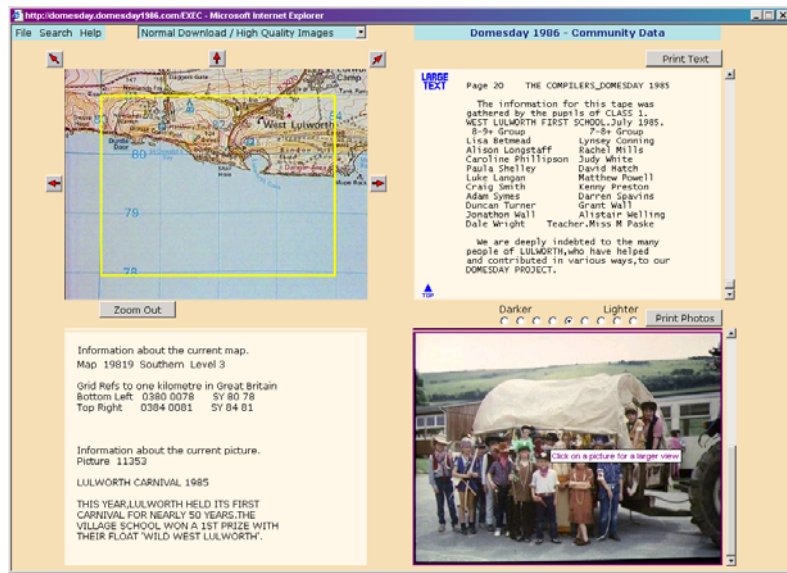 http://domesday.domesday1986.com/EXEC - Microsoft Internet Explorer
File Search Help
Normal Download / High Quality Images
Domesday 1986 - Community Data
Print Text
LARGE
TEXT
Page 20 THE COMPILERS_DOMESDAY 1985
The information for this tape was
gathered by the pupils of CLASS 1.
WEST LULWORTH FIRST SCHOOL.July 1985.
8-9+ Group 7-8+ Group
Lisa Betmead Lynsey Conning
Alison Longstaff Rachel Mills
Caroline Phillipson Judy White
Paula Shelley David Hatch
Luke Langan Matthew Powell
Craig Smith Kenny Preston
Adam Symes Darren Spavins
Duncan Turner Grant Wall
Jonathon Wall Alistair Welling
Dale Wright Teacher.Miss M Paske
We are deeply indebted to the many
people of LULWORTH,who have helped
and contributed in various ways,to our
DOMESDAY PROJECT.
TOP
Daggers Gate
Camp
West Lulworth
Durdle
Door
80
79
78
Zoom Out
Darker Lighter
Print Photos
Information about the current map.
Map 19819 Southern Level 3
Grid Refs to one kilometre in Great Britain
Bottom Left 0380 0078 SY 80 78
Top Right 0384 0081 SY 84 81
Information about the current picture.
Picture 11353
LULWORTH CARNIVAL 1985
THIS YEAR,LULWORTH HELD ITS FIRST
CARNIVAL FOR NEARLY 50 YEARS.THE
VILLAGE SCHOOL WON A 1ST PRIZE WITH
THEIR FLOAT 'WILD WEST LULWORTH'.
Click on a picture for a larger view